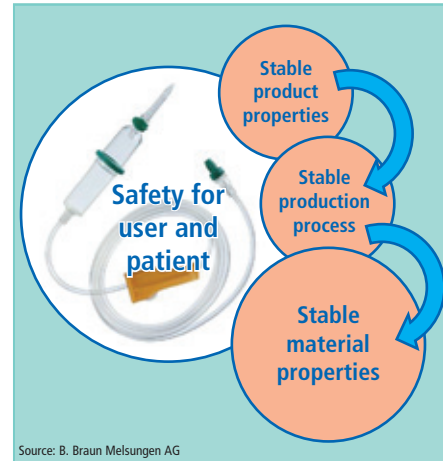 Stable
product
properties
Stable
production
process
Safety for
user and
patient
Stable
material
properties
Source: B. Braun Melsungen AG